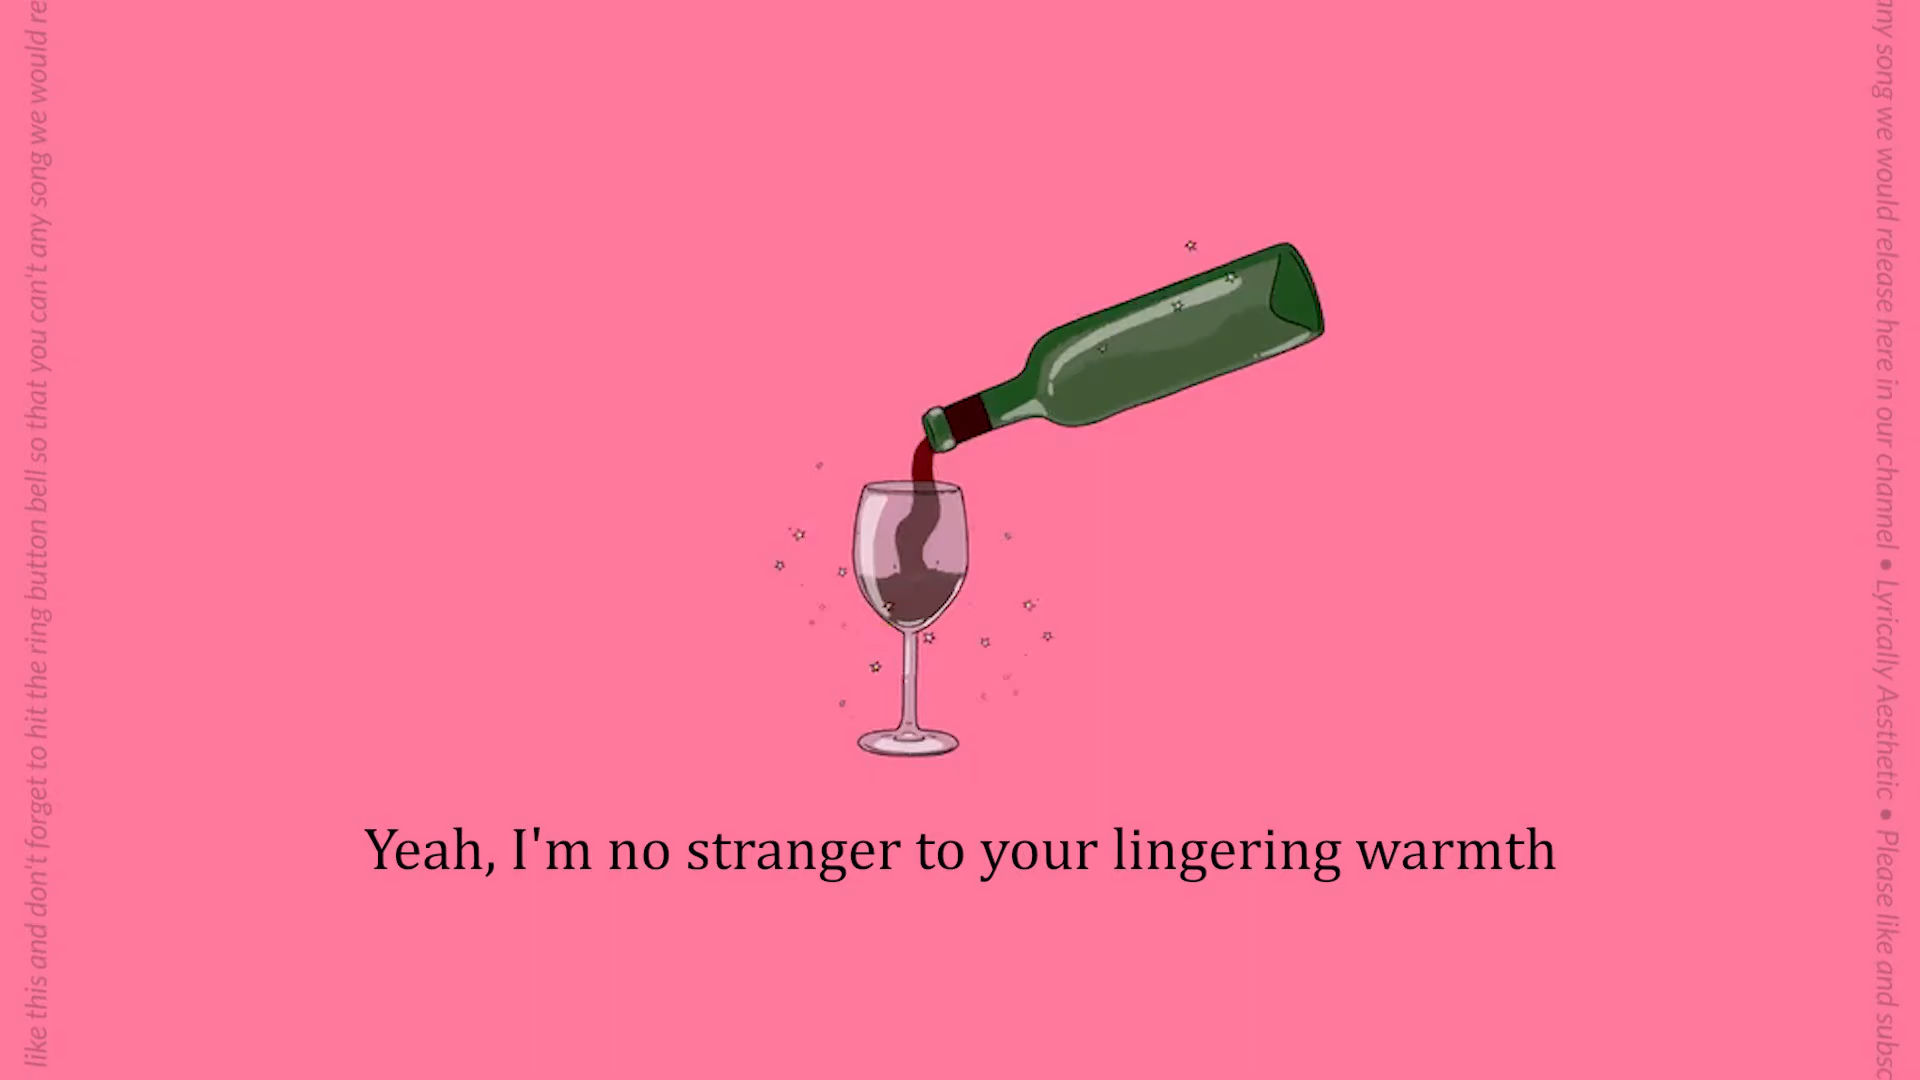 like this and don't forget to hit the ring button bell so that you can't any song we would re
Yeah, I'm no stranger to your lingering warmth
any song we would release here in our channel • Lyrically Aesthetic • Please like and subsc